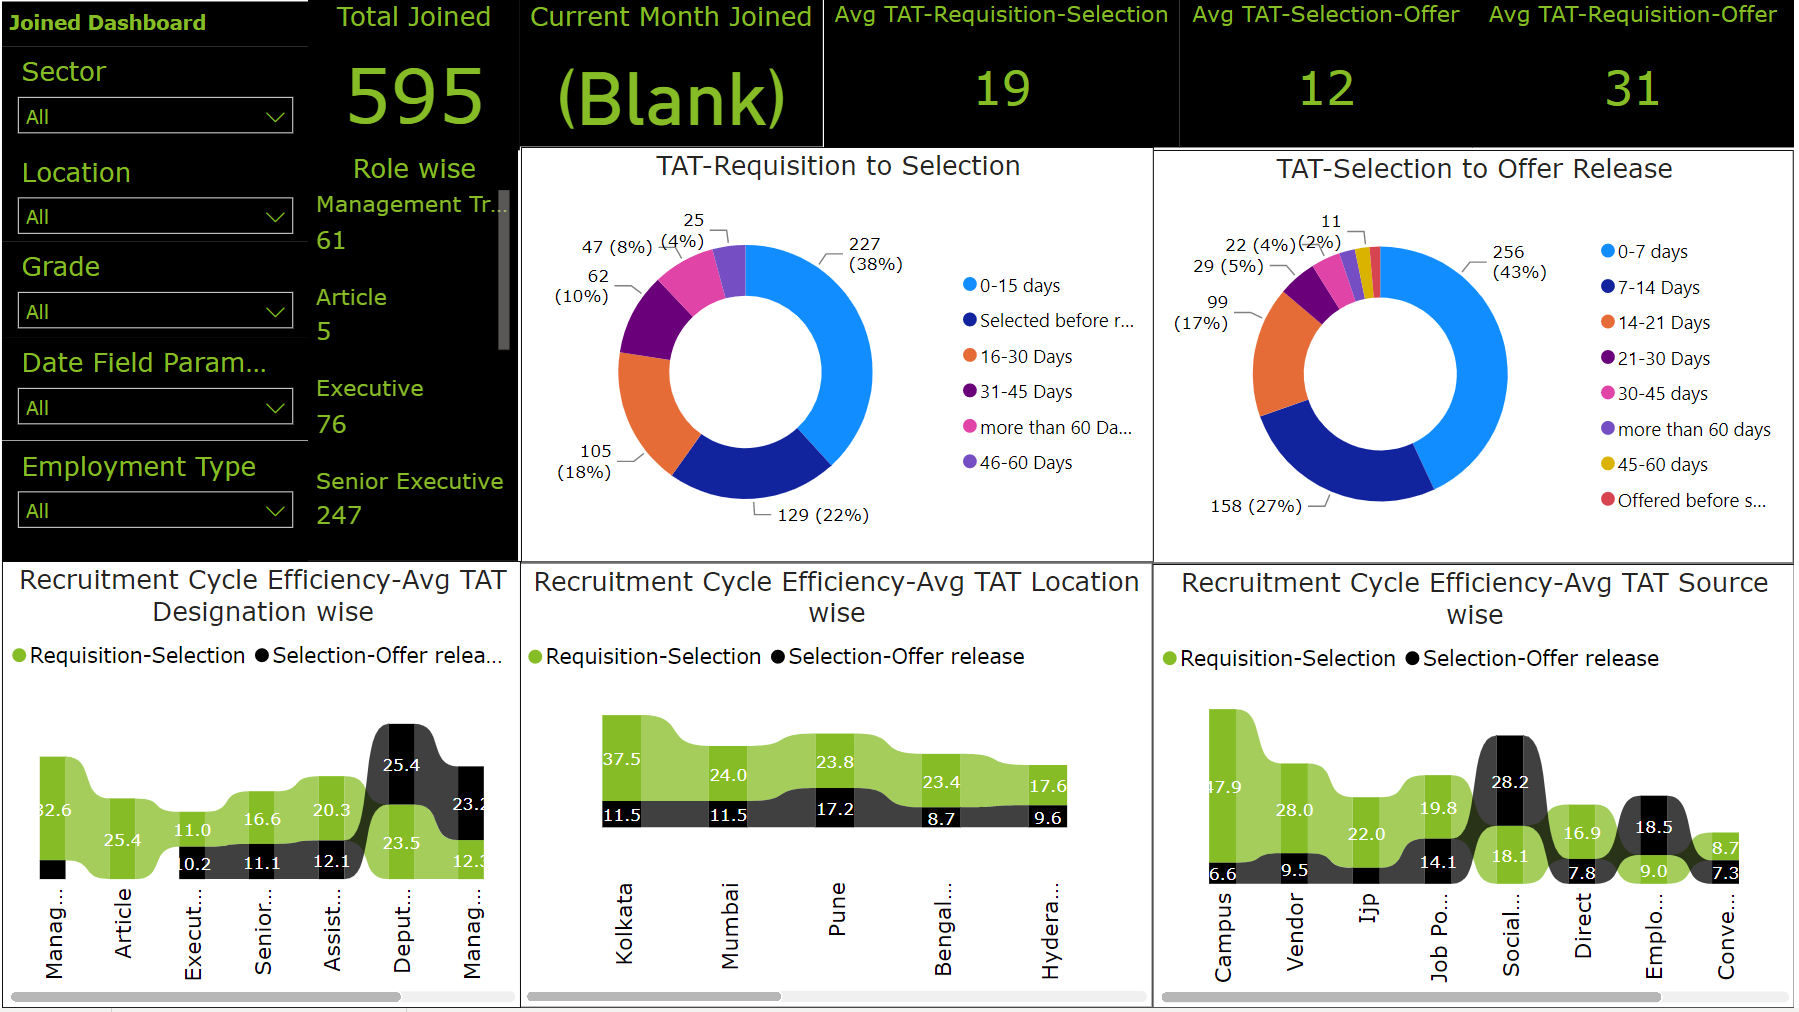 Joined Dashboard
Sector
All
Location
All
Grade
All
Date Field Param...
All
Employment Type
All
Total Joined
595
Role wise
Management Tr...
61
Article
5
Executive
76
Senior Executive
247
Current Month Joined
(Blank)
Avg TAT-Requisition-Selection
19
Avg TAT-Selection-Offer
12
Avg TAT-Requisition-Offer
31
TAT-Requisition to Selection
25
(4%)
47 (8%)
62
(10%)
105
(18%)
129 (22%)
227
(38%)
0-15 days
Selected before r...
16-30 Days
31-45 Days
more than 60 Da...
46-60 Days
TAT-Selection to Offer Release
11
(2%)
22 (4%)
29 (5%)
99
(17%)
158 (27%)
256
(43%)
0-7 days
7-14 Days
14-21 Days
21-30 Days
30-45 days
more than 60 days
45-60 days
Offered before s...
Recruitment Cycle Efficiency-Avg TAT
Designation wise
Requisition-Selection
Selection-Offer relea...
32.6
25.4
11.0
10.2
16.6
11.1
20.3
12.1
25.4
23.5
23.2
12.3
Manag...
Article
Execut...
Senior...
Assist...
Deput...
Manag...
Recruitment Cycle Efficiency-Avg TAT Location
wise
Requisition-Selection
Selection-Offer release
37.5
11.5
24.0
11.5
23.8
17.2
23.4
8.7
17.6
9.6
Kolkata
Mumbai
Pune
Bengal...
Hydera...
Recruitment Cycle Efficiency-Avg TAT Source
wise
Requisition-Selection
Selection-Offer release
47.9
6.6
28.0
9.5
22.0
19.8
14.1
28.2
18.1
16.9
7.8
18.5
9.0
8.7
7.3
Campus
Vendor
Ijp
Job Po...
Social...
Direct
Emplo...
Conve...